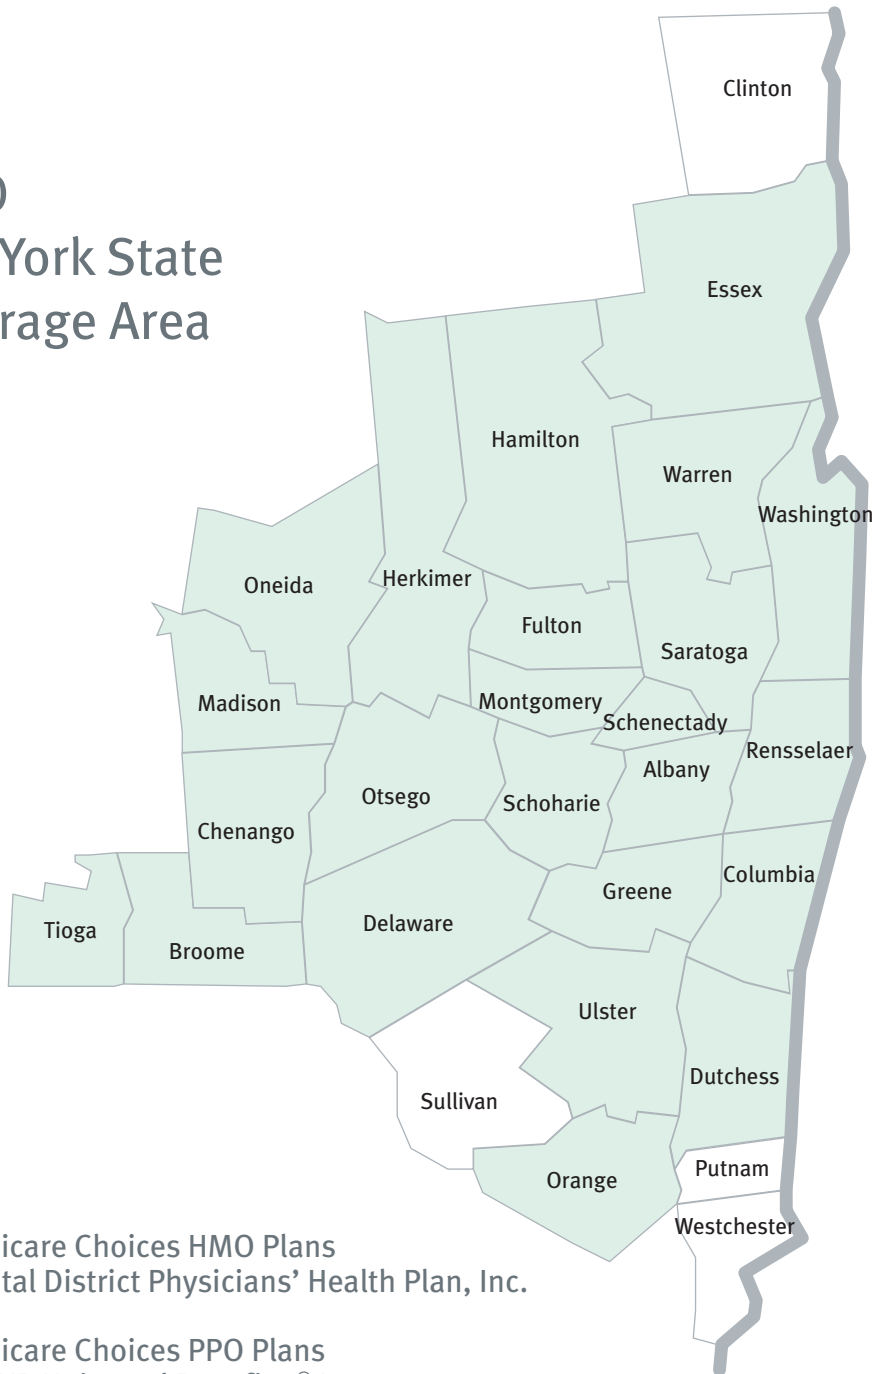 Clinton
York State
rage Area
Essex
Hamilton
Warren
Washington
Oneida
Herkimer
Fulton
Saratoga
Madison
Montgomery
Schenectady
Rensselaer
Albany
Otsego
Schoharie
Chenango
Columbia
Greene
Tioga
Delaware
Broome
Ulster
Dutchess
Sullivan
Putnam
Orange
Westchester
icare Choices HMO Plans
tal District Physicians’ Health Plan, Inc.
icare Choices PPO Plans